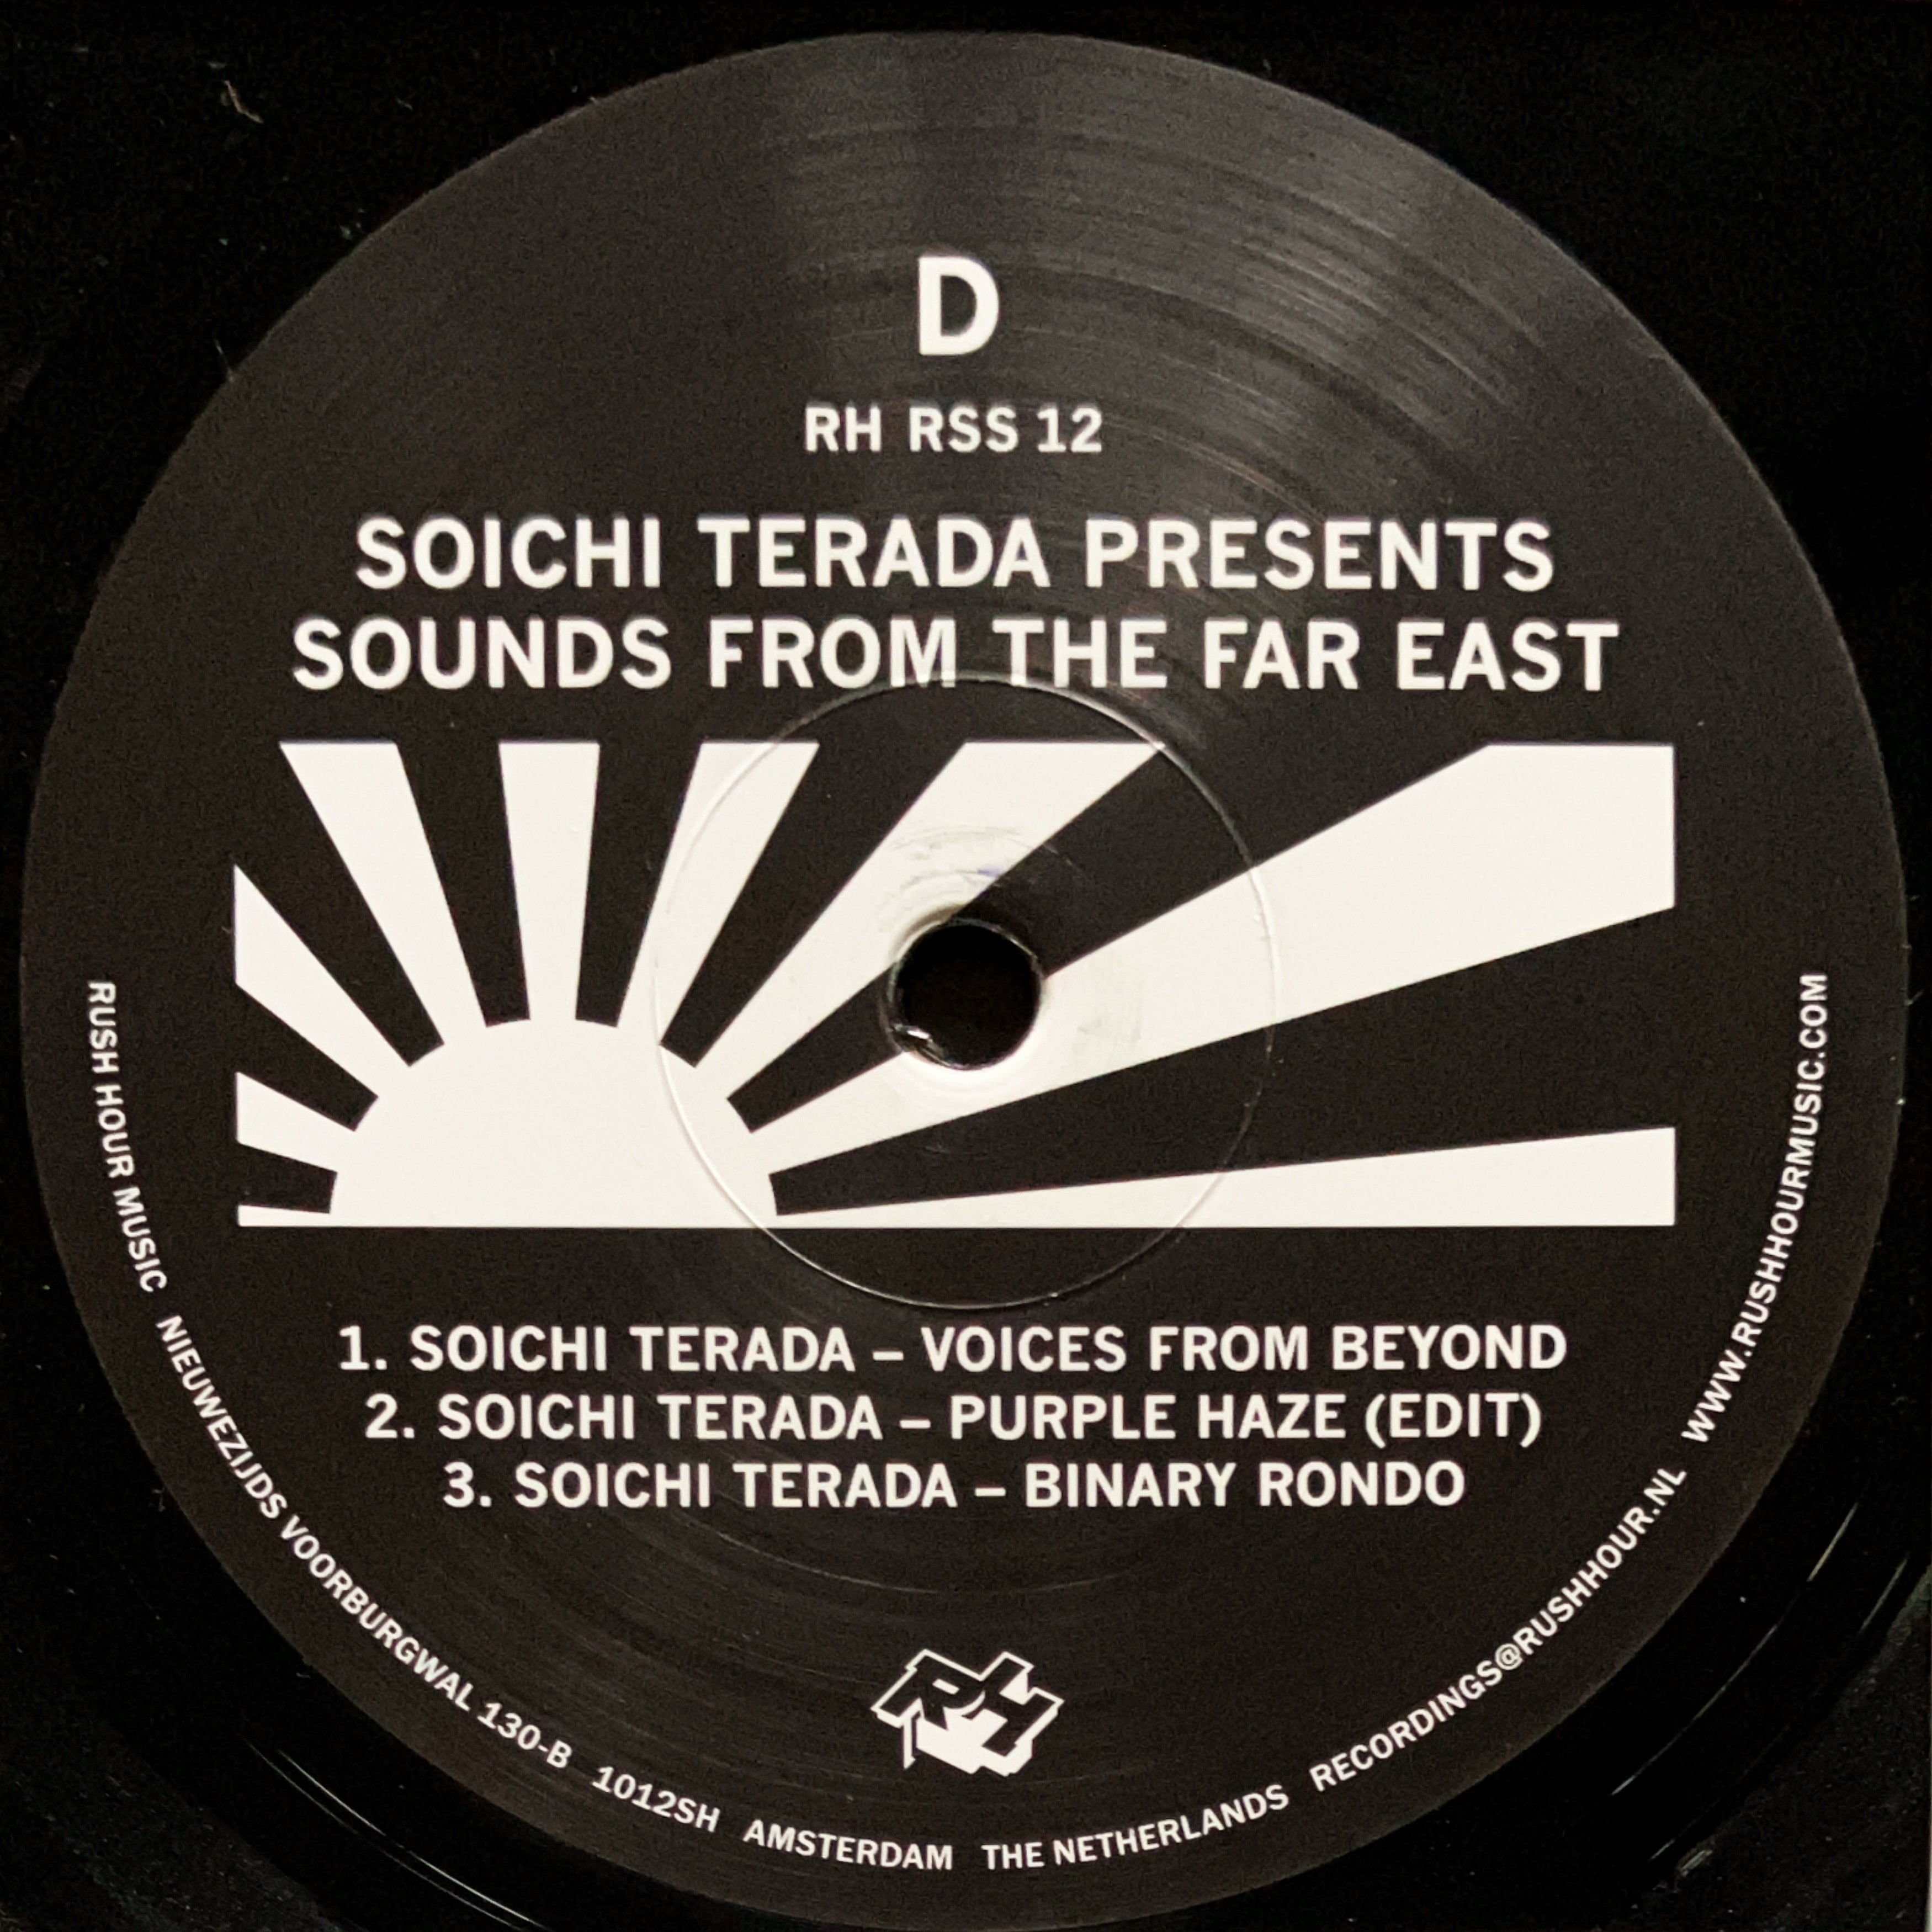 D
RH RSS 12
SOICHI TERADA PRESENTS
SOUNDS FROM THE FAR EAST
1. SOICHI TERADA – VOICES FROM BEYOND
2. SOICHI TERADA – PURPLE HAZE (EDIT)
3. SOICHI TERADA – BINARY RONDO
RH
RUSH HOUR MUSIC NIEUWEZIJDS VOORBURGWAL 130-B 1012SH AMSTERDAM THE NETHERLANDS RECORDINGS@RUSHHOUR.NL WWW.RUSHHOURMUSIC.COM